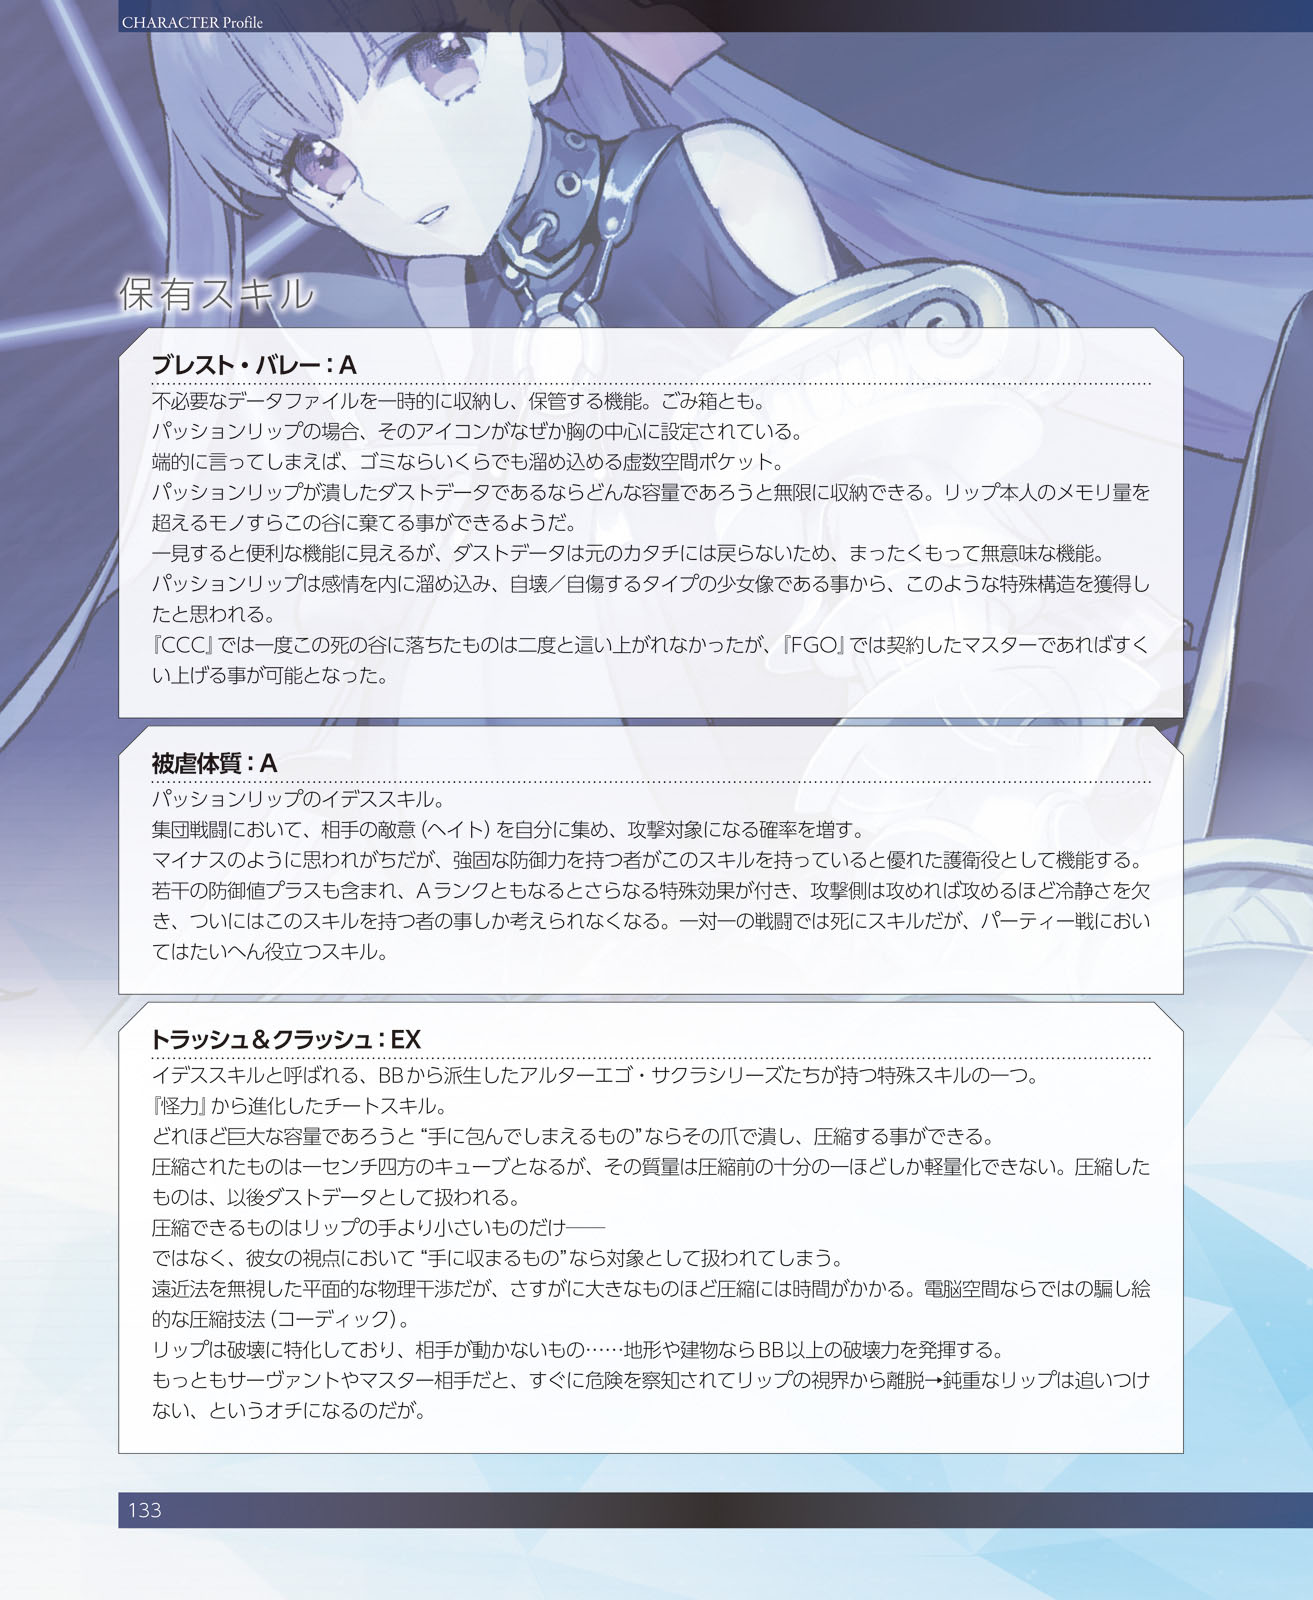 CHARACTER Profile
保有スキル
ブレスト・バレー：A
不必要なデータファイルを一時的に収納し、保管する機能。ごみ箱とも。
パッションリップの場合、そのアイコンがなぜか胸の中心に設定されている。
端的に言ってしまえば、ゴミならいくらでも溜め込める虚数空間ポケット。
パッションリップが潰したダストデータであるならどんな容量であろうと無限に収納できる。リップ本人のメモリ量を
超えるモノすらこの谷に棄てる事ができるようだ。
一見すると便利な機能に見えるが、ダストデータは元のカタチには戻らないため、まったくもって無意味な機能。
パッションリップは感情を内に溜め込み、自壊／自傷するタイプの少女像である事から、このような特殊構造を獲得し
たと思われる。
『CCC』では一度この死の谷に落ちたものは二度と這い上がれなかったが、『FGO』では契約したマスターであればすく
い上げる事が可能となった。
被虐体質：A
パッションリップのイデススキル。
集団戦闘において、相手の敵意（ヘイト）を自分に集め、攻撃対象になる確率を増す。
マイナスのように思われがちだが、強固な防御力を持つ者がこのスキルを持っていると優れた護衛役として機能する。
若干の防御値プラスも含まれ、Aランクともなるとさらなる特殊効果が付き、攻撃側は攻めれば攻めるほど冷静さを欠
き、ついにはこのスキルを持つ者の事しか考えられなくなる。一対一の戦闘では死にスキルだが、パーティー戦におい
てはたいへん役立つスキル。
トラッシュ＆クラッシュ：EX
イデススキルと呼ばれる、BBから派生したアルターエゴ・サクラシリーズたちが持つ特殊スキルの一つ。
『怪力』から進化したチートスキル。
どれほど巨大な容量であろうと“手に包んでしまえるもの”ならその爪で潰し、圧縮する事ができる。
圧縮されたものは一センチ四方のキューブとなるが、その質量は圧縮前の十分の一ほどしか軽量化できない。圧縮した
ものは、以後ダストデータとして扱われる。
圧縮できるものはリップの手より小さいものだけ――
ではなく、彼女の視点において“手に収まるもの”なら対象として扱われてしまう。
遠近法を無視した平面的な物理干渉だが、さすがに大きなものほど圧縮には時間がかかる。電脳空間ならではの騙し絵
的な圧縮技法（コーディック）。
リップは破壊に特化しており、相手が動かないもの……地形や建物ならBB以上の破壊力を発揮する。
もっともサーヴァントやマスター相手だと、すぐに危険を察知されてリップの視界から離脱→鈍重なリップは追いつけ
ない、というオチになるのだが。
133